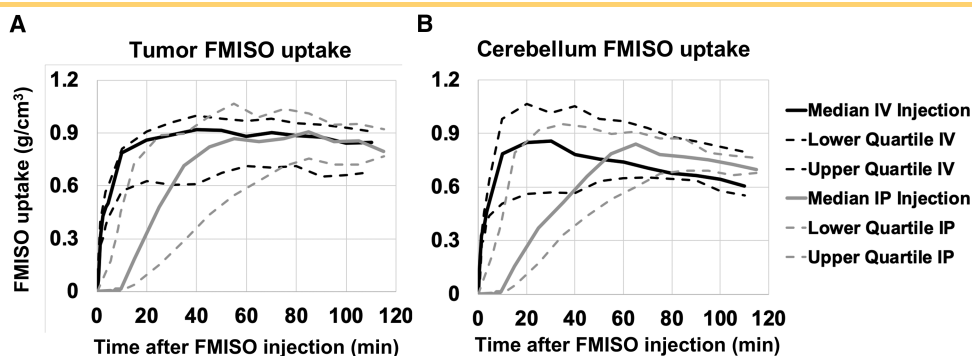 A
B
Tumor FMISO uptake
Cerebellum FMISO uptake
FMISO uptake (g/cm³)
1.2
0.9
0.6
0.3
0
0 20 40 60 80 100 120
Time after FMISO injection (min)
1.2
0.9
0.6
0.3
0
0 20 40 60 80 100 120
Time after FMISO injection (min)
Median IV Injection
Lower Quartile IV
Upper Quartile IV
Median IP Injection
Lower Quartile IP
Upper Quartile IP